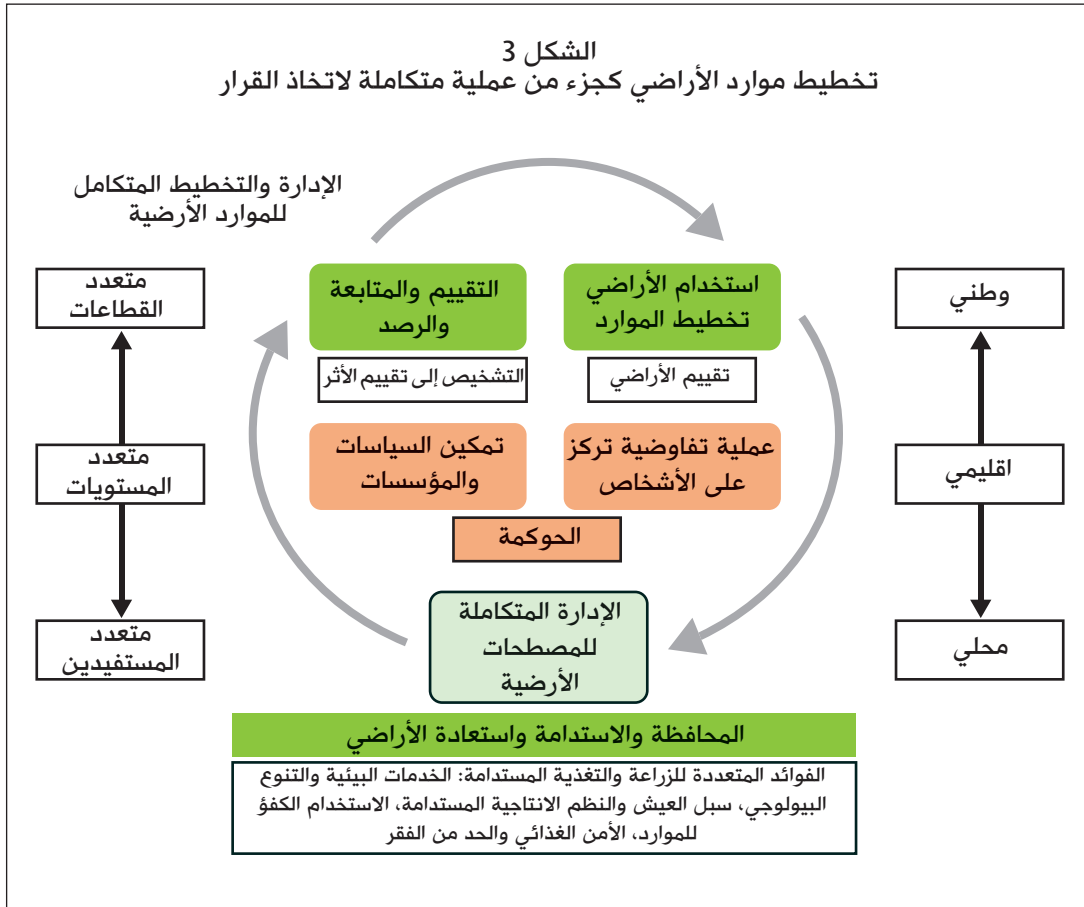 الشكل 3
تخطيط موارد الأراضي كجزء من عملية متكاملة لاتخاذ القرار
الإدارة والتخطيط المتكامل
للموارد الأرضية
وطني
اقليمي
محلي
استخدام الأراضي
تخطيط الموارد
تقييم الأراضي
التقييم والمتابعة
والرصد
التشخيص إلى تقييم الأثر
عملية تفاوضية تركز
على الأشخاص
تمكين السياسات
والمؤسسات
الحوكمة
الإدارة المتكاملة
للمصطحات
الأرضية
متعدد
القطاعات
متعدد
المستويات
متعدد
المستفيدين
المحافظة والاستدامة واستعادة الأراضي
الفوائد المتعددة للزراعة والتغذية المستدامة: الخدمات البيئية والتنوع
البيولوجي، سبل العيش والنظم الانتاجية المستدامة، الاستخدام الكفؤ
للموارد، الأمن الغذائي والحد من الفقر